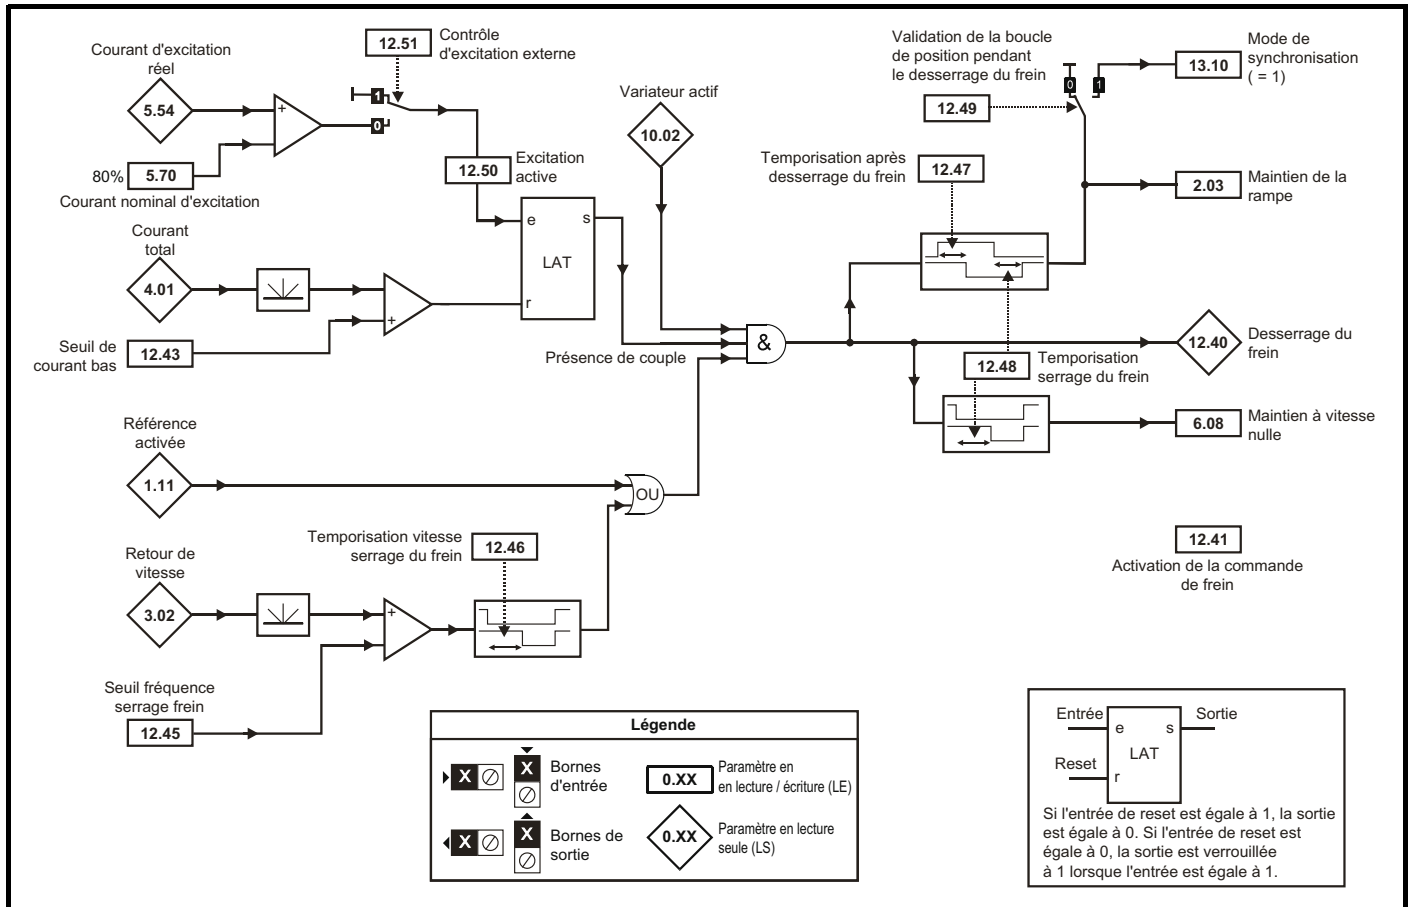 Courant d'excitation
réel
5.54
+
80%
5.70
Courant nominal d'excitation
12.51
Contrôle
d'excitation externe
1
0
12.50
Excitation
active
Courant
total
4.01
+
Seuil de
courant bas
12.43
e
s
LAT
r
Variateur actif
10.02
Présence de couple
&
Validation de la boucle
de position pendant
le desserrage du frein
12.49
0
1
13.10
Mode de
synchronisation
( = 1)
Temporisation après
desserrage du frein
12.47
2.03
Maintien de la
rampe
12.40
Desserrage du
frein
12.48
Temporisation
serrage du frein
6.08
Maintien à vitesse
nulle
Référence
activée
1.11
OU
Temporisation vitesse
serrage du frein
12.46
Retour de
vitesse
3.02
+
Seuil fréquence
serrage frein
12.45
12.41
Activation de la commande
de frein
Légende
X
X
Bornes
d'entrée
0.XX
Paramètre en
en lecture / écriture (LE)
X
X
Bornes de
sortie
0.XX
Paramètre en lecture
seule (LS)
Entrée
e
s
Sortie
LAT
Reset
r
Si l'entrée de reset est égale à 1, la sortie
est égale à 0. Si l'entrée de reset est
égale à 0, la sortie est verrouillée
à 1 lorsque l'entrée est égale à 1.